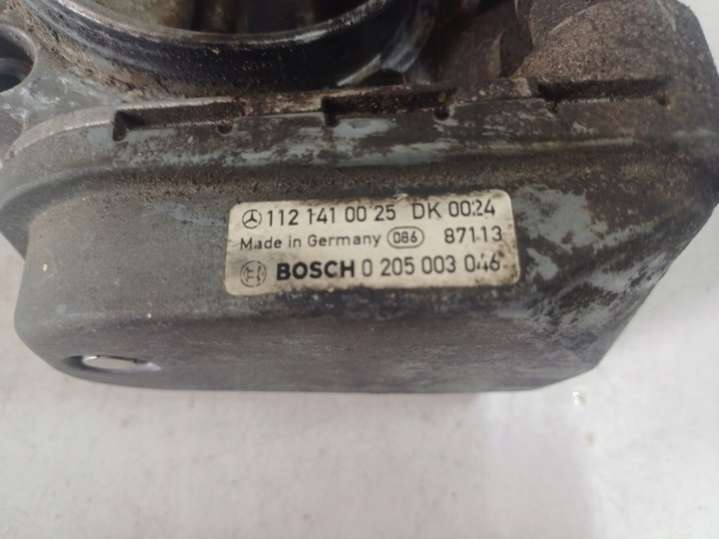 112 141 00 25 DK 0024
Made in Germany 086 87113
BOSCH 0 205 003 046